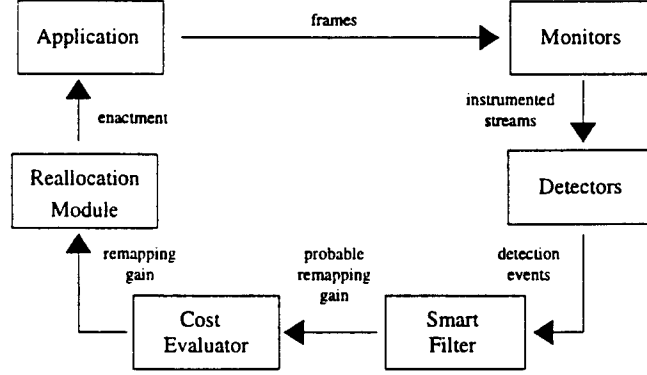 frames
Application
Monitors
enactment
instrumented
streams
Reallocation
Module
Detectors
remapping
gain
probable
remapping
gain
detection
events
Cost
Evaluator
Smart
Filter